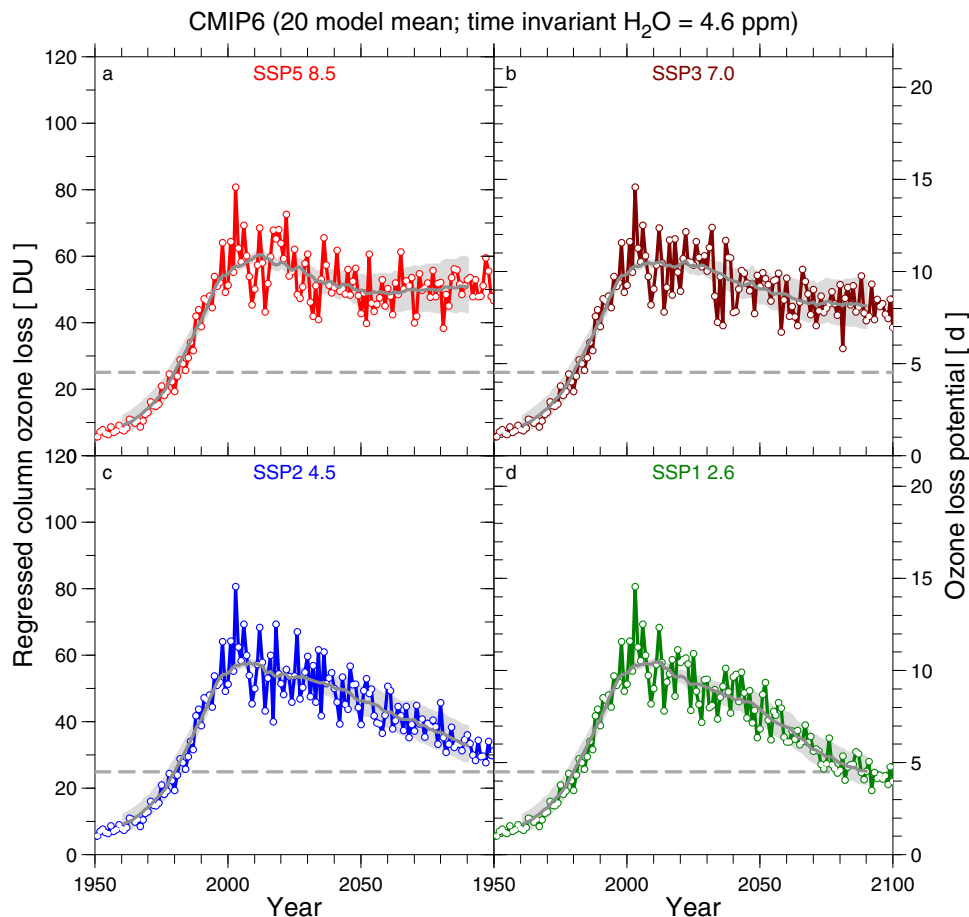 CMIP6 (20 model mean; time invariant H₂O = 4.6 ppm)
a
SSP5 8.5
b
SSP3 7.0
c
SSP2 4.5
d
SSP1 2.6
Regressed column ozone loss [ DU ]
Ozone loss potential [ d ]
120
100
80
60
40
20
0
120
100
80
60
40
20
0
20
15
10
5
0
20
15
10
5
0
1950
2000
2050
1950
2000
2050
2100
Year
Year